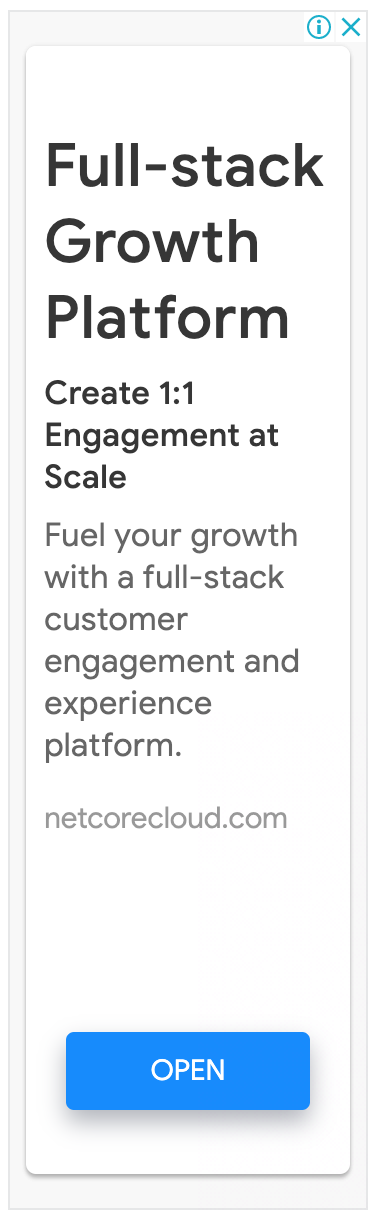 Full-stack
Growth
Platform
Create 1:1
Engagement at
Scale
Fuel your growth
with a full-stack
customer
engagement and
experience
platform.
netcorecloud.com
OPEN